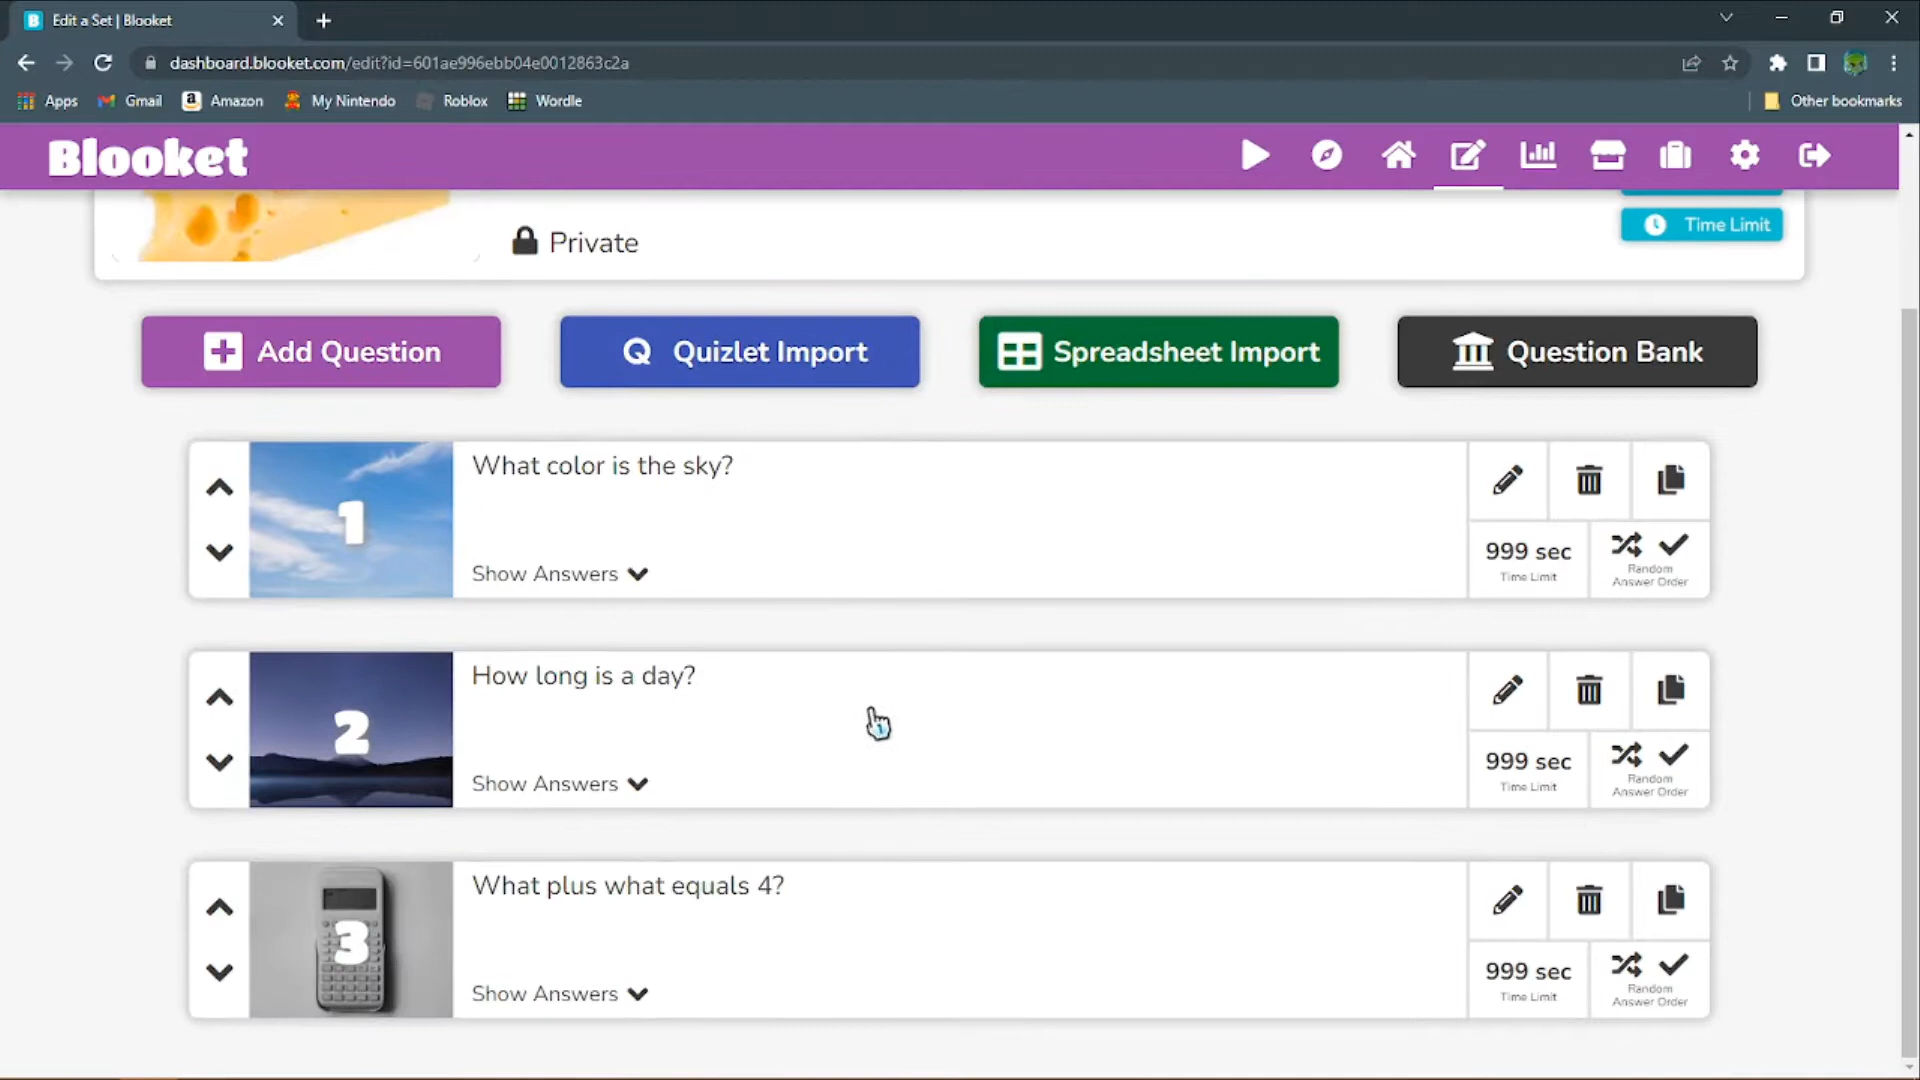 Edit a Set | Blooket
dashboard.blooket.com/edit?id=601ae996ebb04e0012863c2a
Apps Gmail Amazon My Nintendo Roblox Wordle Other bookmarks
Blooket
Private
Time Limit
Add Question
Quizlet Import
Spreadsheet Import
Question Bank
1
What color is the sky?
Show Answers
999 sec
Time Limit
Random
Answer Order
2
How long is a day?
Show Answers
999 sec
Time Limit
Random
Answer Order
3
What plus what equals 4?
Show Answers
999 sec
Time Limit
Random
Answer Order